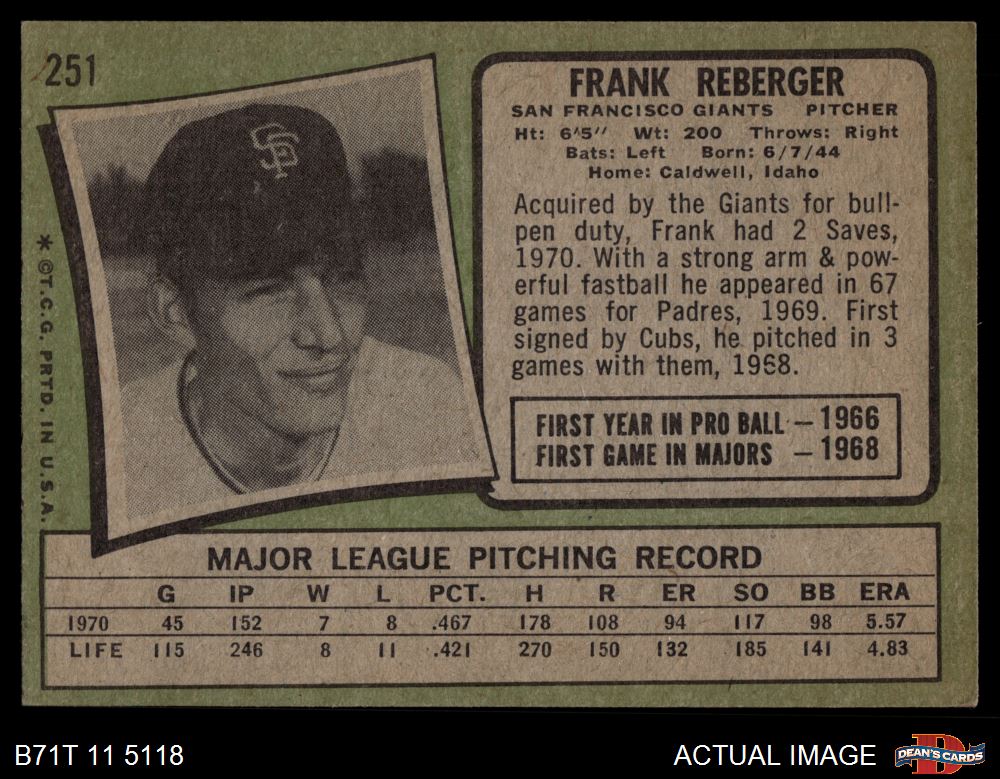 251
SF
* ©T.C.G. PRTD. IN U.S.A.
FRANK REBERGER
SAN FRANCISCO GIANTS PITCHER
Ht: 6'5" Wt: 200 Throws: Right
Bats: Left Born: 6/7/44
Home: Caldwell, Idaho
Acquired by the Giants for bull-
pen duty, Frank had 2 Saves,
1970. With a strong arm & pow-
erful fastball he appeared in 67
games for Padres, 1969. First
signed by Cubs, he pitched in 3
games with them, 1968.
FIRST YEAR IN PRO BALL — 1966
FIRST GAME IN MAJORS — 1968
MAJOR LEAGUE PITCHING RECORD
G IP W L PCT. H R ER SO BB ERA
1970 45 152 7 8 .467 178 108 94 117 98 5.57
LIFE 115 246 8 11 .421 270 150 132 185 141 4.83
B71T 11 5118
ACTUAL IMAGE
D
DEAN'S CARDS